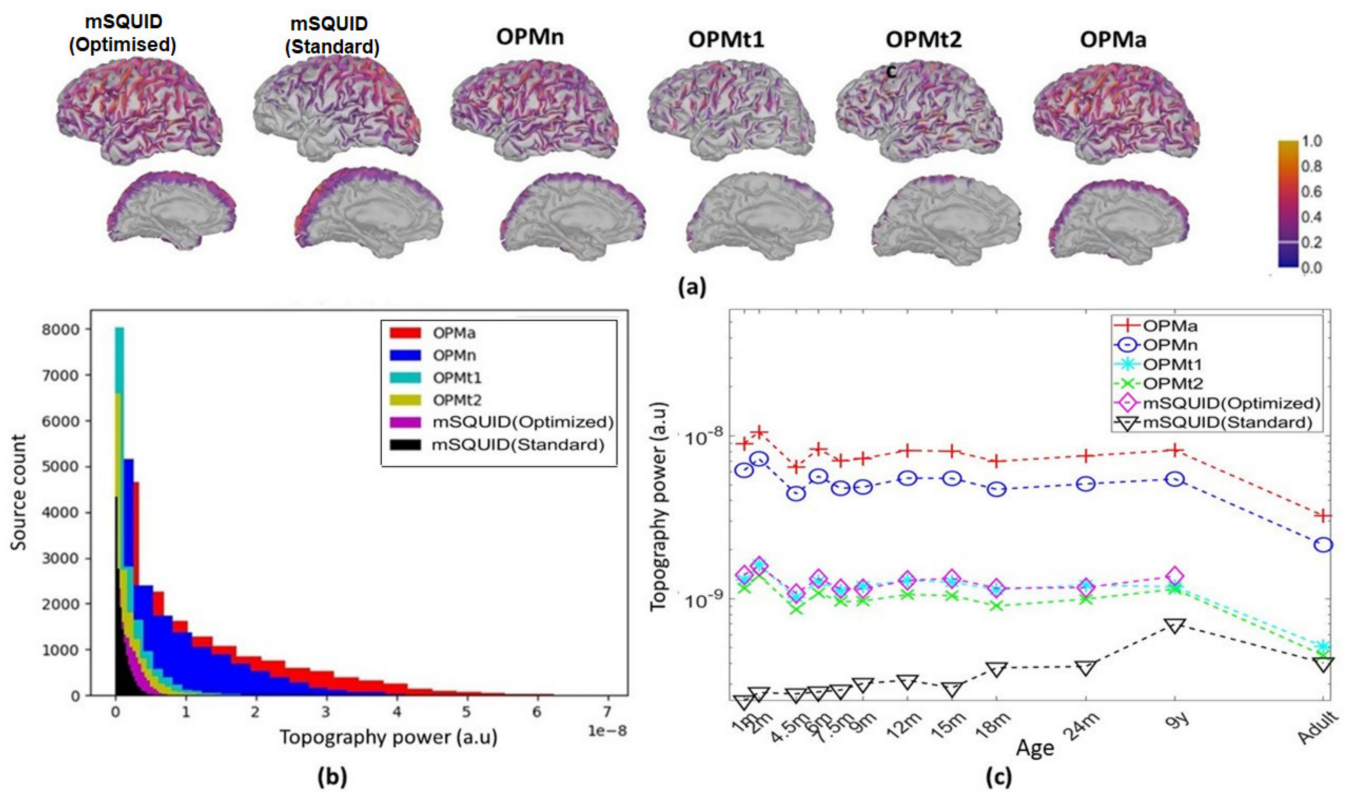 mSQUID
(Optimised)
mSQUID
(Standard)
OPMn
OPMt1
OPMt2
OPMa
c
1.0
0.8
0.6
0.4
0.2
0.0
(a)
8000
7000
6000
5000
4000
3000
2000
1000
0
Source count
OPMa
OPMn
OPMt1
OPMt2
mSQUID(Optimized)
mSQUID(Standard)
0
1
2
3
4
5
6
7
1e-8
Topography power (a.u)
(b)
Topography power (a.u)
10⁻⁸
10⁻⁹
OPMa
OPMn
OPMt1
OPMt2
mSQUID(Optimized)
mSQUID(Standard)
2m
4.5m
6m
7.5m
9m
12m
15m
18m
24m
9y
Adult
Age
(c)